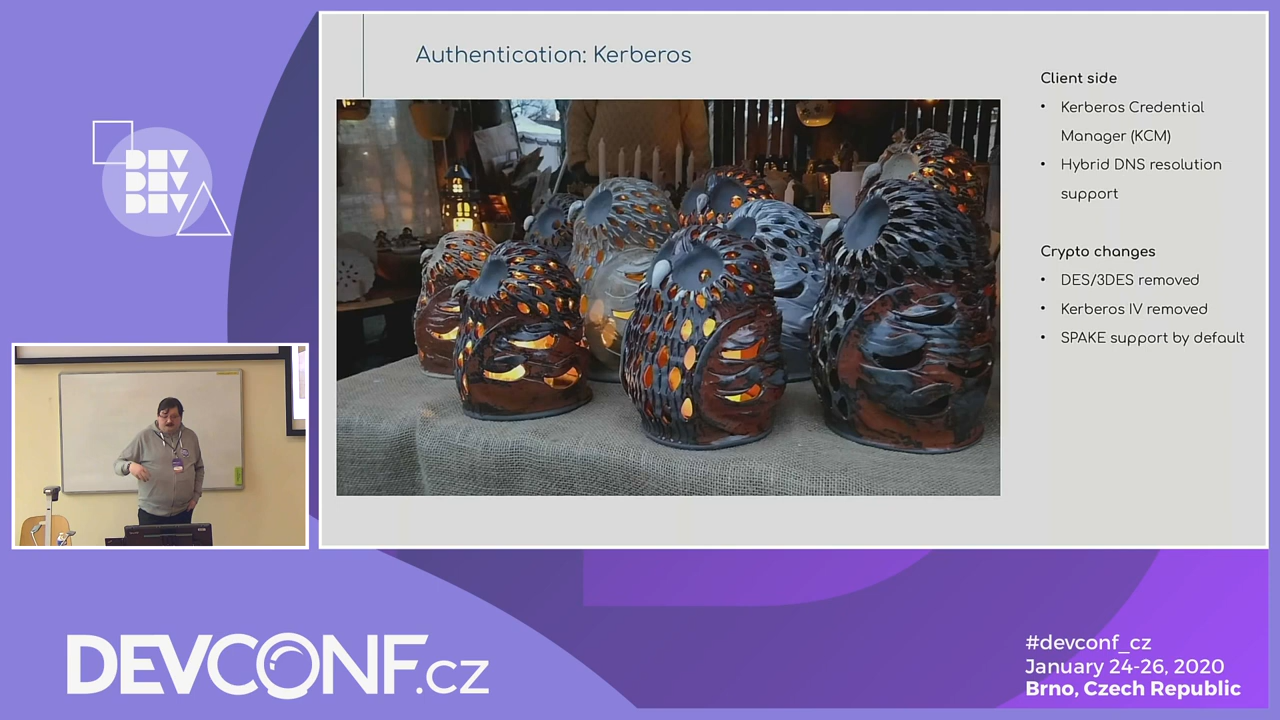 Authentication: Kerberos
Client side
• Kerberos Credential
Manager (KCM)
• Hybrid DNS resolution
support
Crypto changes
• DES/3DES removed
• Kerberos IV removed
• SPAKE support by default
DEV
DEV
DEV
DEVCONF.cz
#devconf_cz
January 24-26, 2020
Brno, Czech Republic